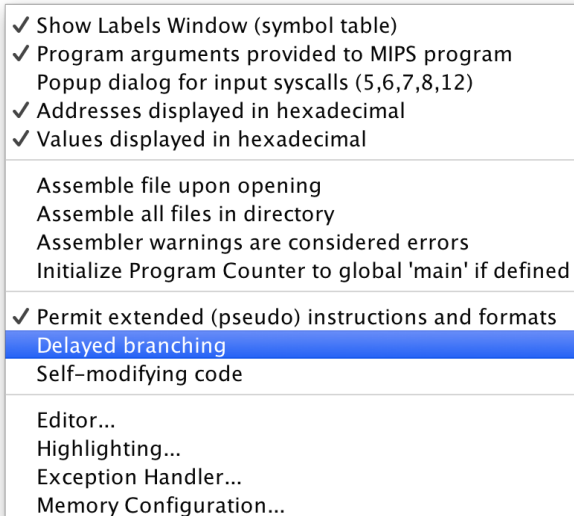 Show Labels Window (symbol table)
Program arguments provided to MIPS program
Popup dialog for input syscalls (5,6,7,8,12)
Addresses displayed in hexadecimal
Values displayed in hexadecimal
Assemble file upon opening
Assemble all files in directory
Assembler warnings are considered errors
Initialize Program Counter to global 'main' if defined
Permit extended (pseudo) instructions and formats
Delayed branching
Self-modifying code
Editor...
Highlighting...
Exception Handler...
Memory Configuration...